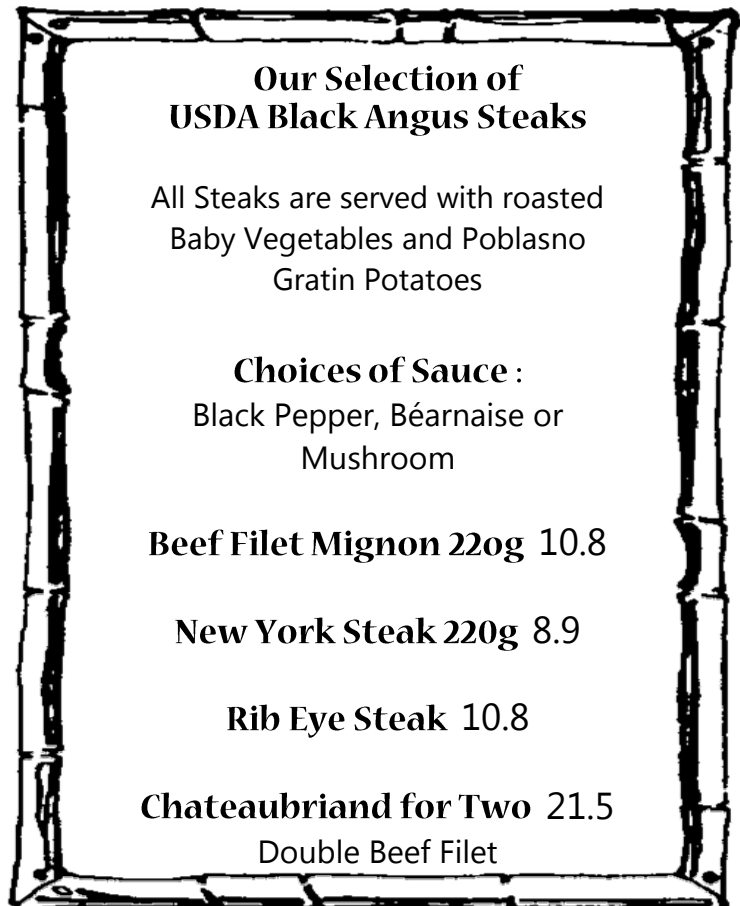 Our Selection of
USDA Black Angus Steaks
All Steaks are served with roasted
Baby Vegetables and Poblasno
Gratin Potatoes
Choices of Sauce :
Black Pepper, Béarnaise or
Mushroom
Beef Filet Mignon 220g 10.8
New York Steak 220g 8.9
Rib Eye Steak 10.8
Chateaubriand for Two 21.5
Double Beef Filet